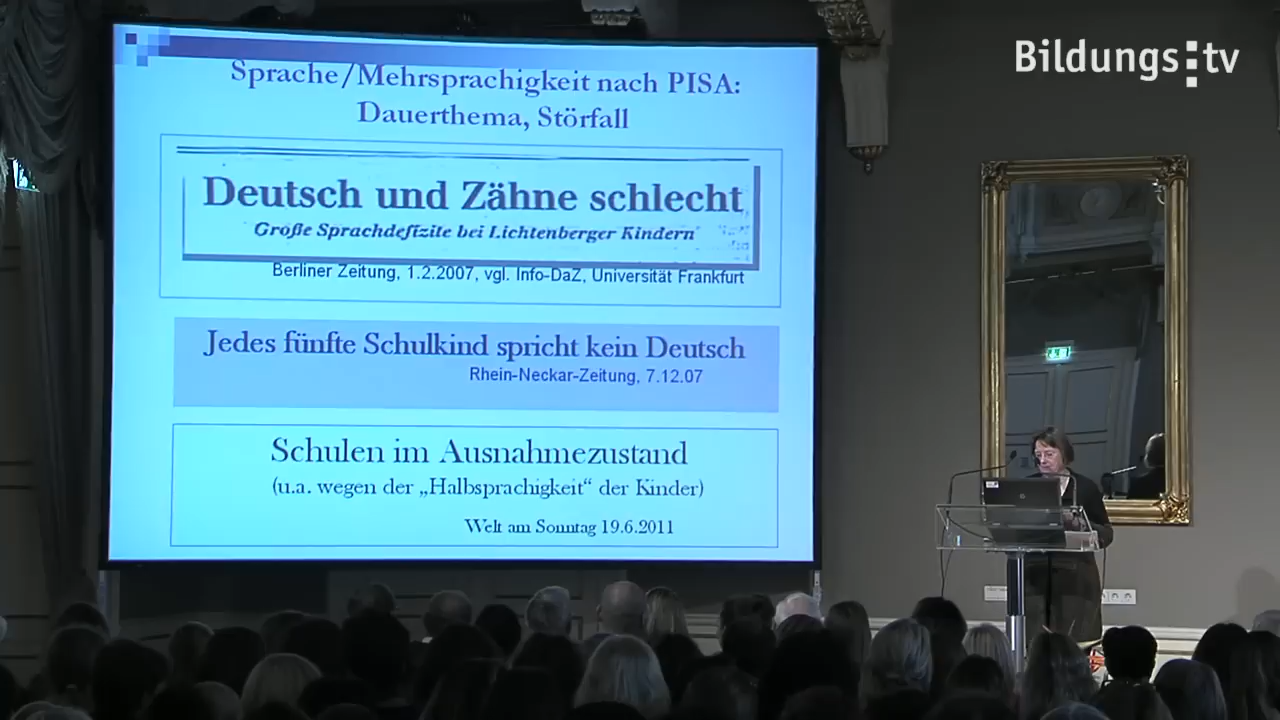 Bildungs:tv
Sprache/Mehrsprachigkeit nach PISA:
Dauerthema, Störfall
Deutsch und Zähne schlecht
Große Sprachdefizite bei Lichtenberger Kindern
Berliner Zeitung, 1.2.2007, vgl. Info-DaZ, Universität Frankfurt
Jedes fünfte Schulkind spricht kein Deutsch
Rhein-Neckar-Zeitung, 7.12.07
Schulen im Ausnahmezustand
(u.a. wegen der „Halbsprachigkeit“ der Kinder)
Welt am Sonntag 19.6.2011